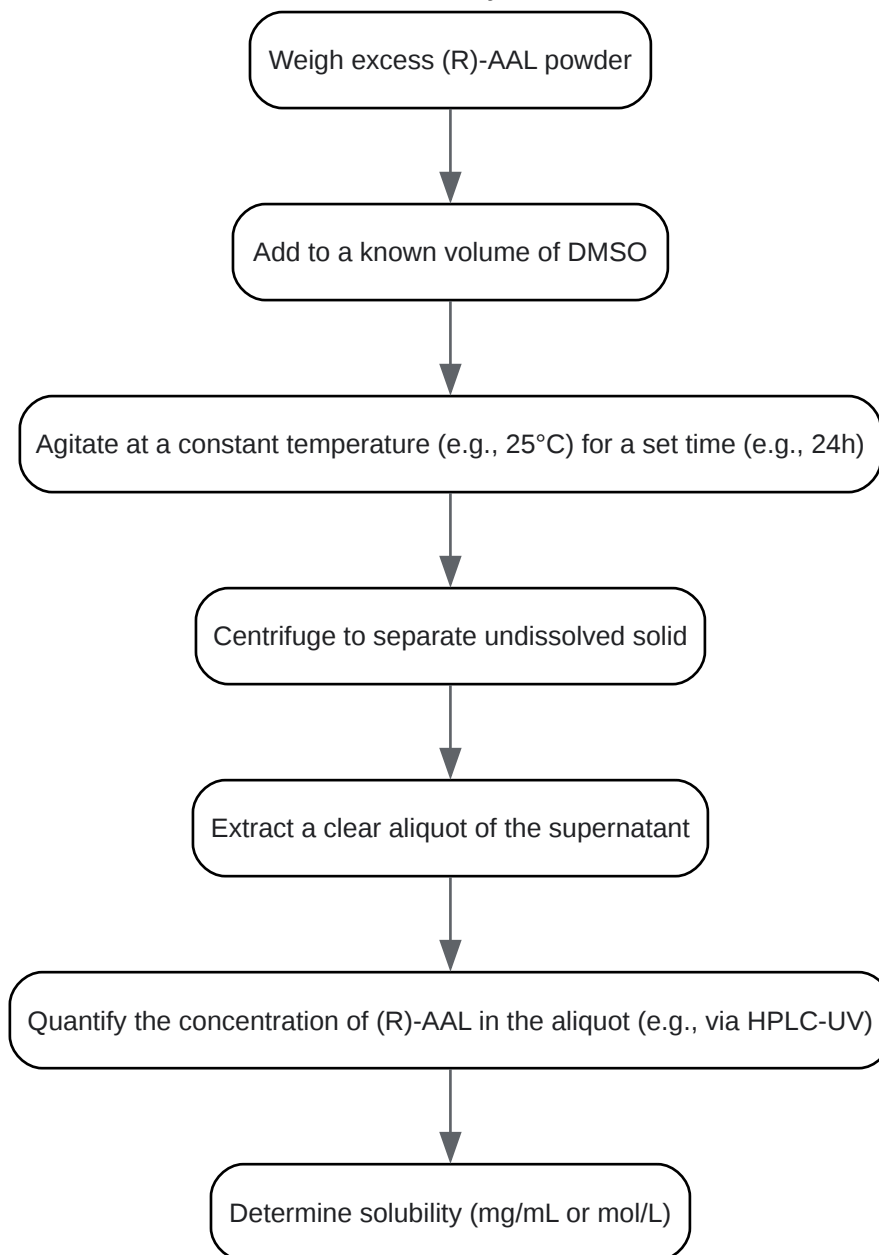 Weigh excess (R)-AAL powder
Add to a known volume of DMSO
Agitate at a constant temperature (e.g., 25°C) for a set time (e.g., 24h)
Centrifuge to separate undissolved solid
Extract a clear aliquot of the supernatant
Quantify the concentration of (R)-AAL in the aliquot (e.g., via HPLC-UV)
Determine solubility (mg/mL or mol/L)